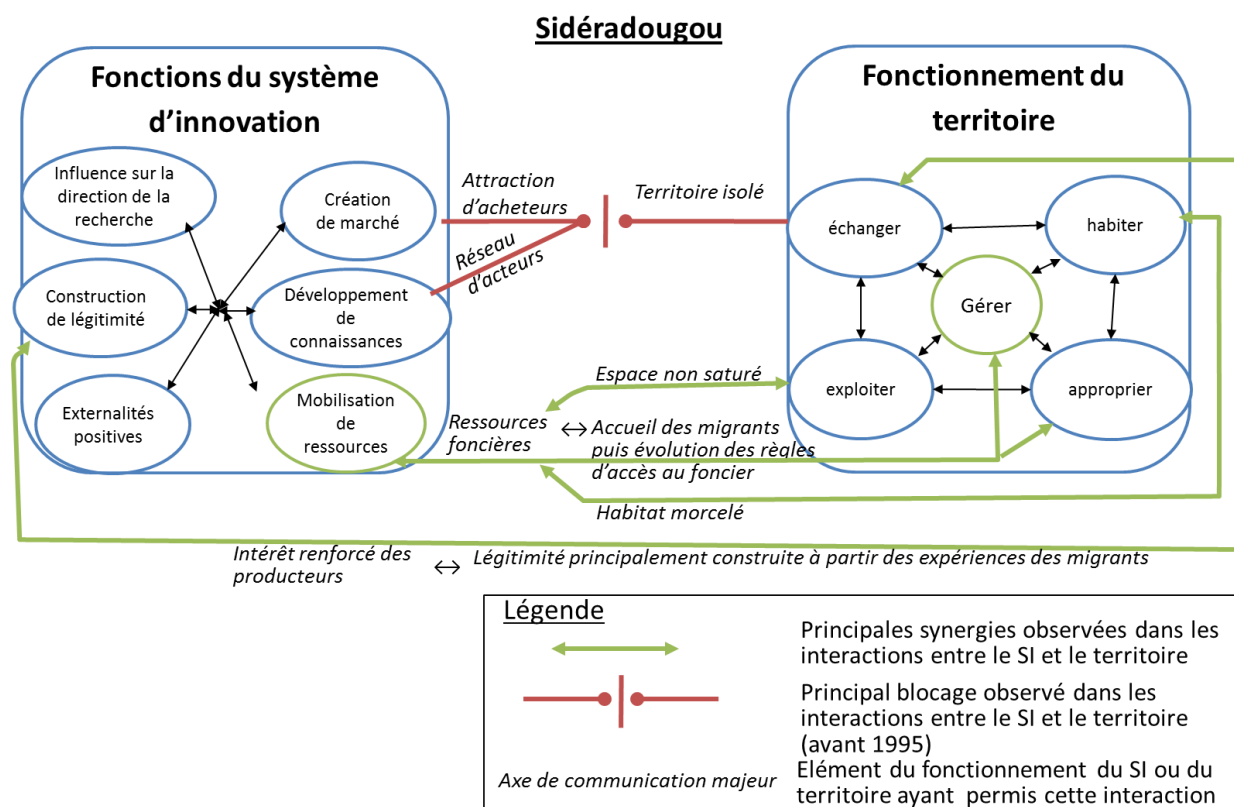 Sidéradougou
Fonctions du système
d’innovation
Influence sur la
direction de la
recherche
Création
de marché
Construction
de légitimité
Développement
de
connaissances
Externalités
positives
Mobilisation
de
ressources
Attraction
d’acheteurs
Réseau
d’acteurs
Territoire isolé
Fonctionnement du
territoire
échanger
habiter
Gérer
exploiter
approprier
Espace non saturé
Ressources
foncières
Accueil des migrants
puis évolution des règles
d’accès au foncier
Habitat morcelé
Intérêt renforcé des
producteurs
Légitimité principalement construite à partir des expériences des migrants
Légende
Principales synergies observées dans les
interactions entre le SI et le territoire
Principal blocage observé dans les
interactions entre le SI et le territoire
(avant 1995)
Axe de communication majeur
Elément du fonctionnement du SI ou du
territoire ayant permis cette interaction